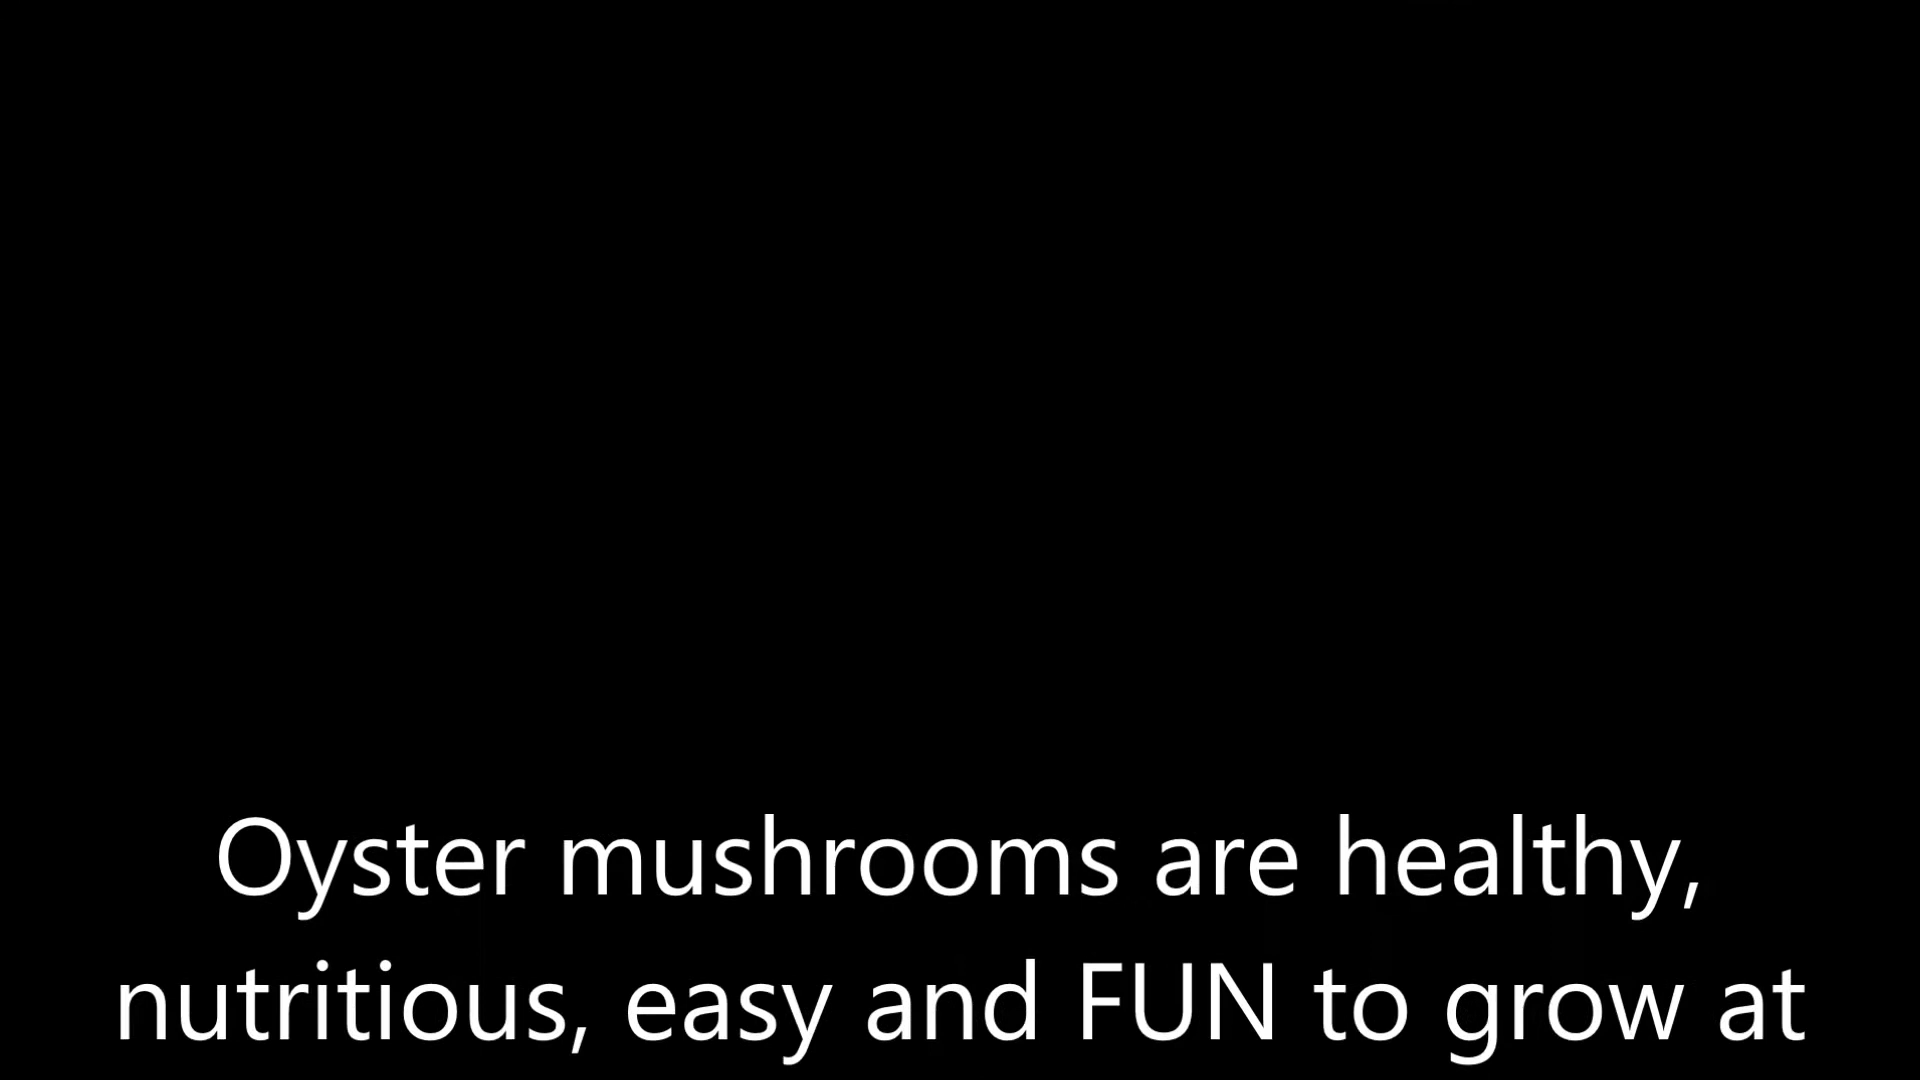 Oyster mushrooms are healthy,
nutritious, easy and FUN to grow at